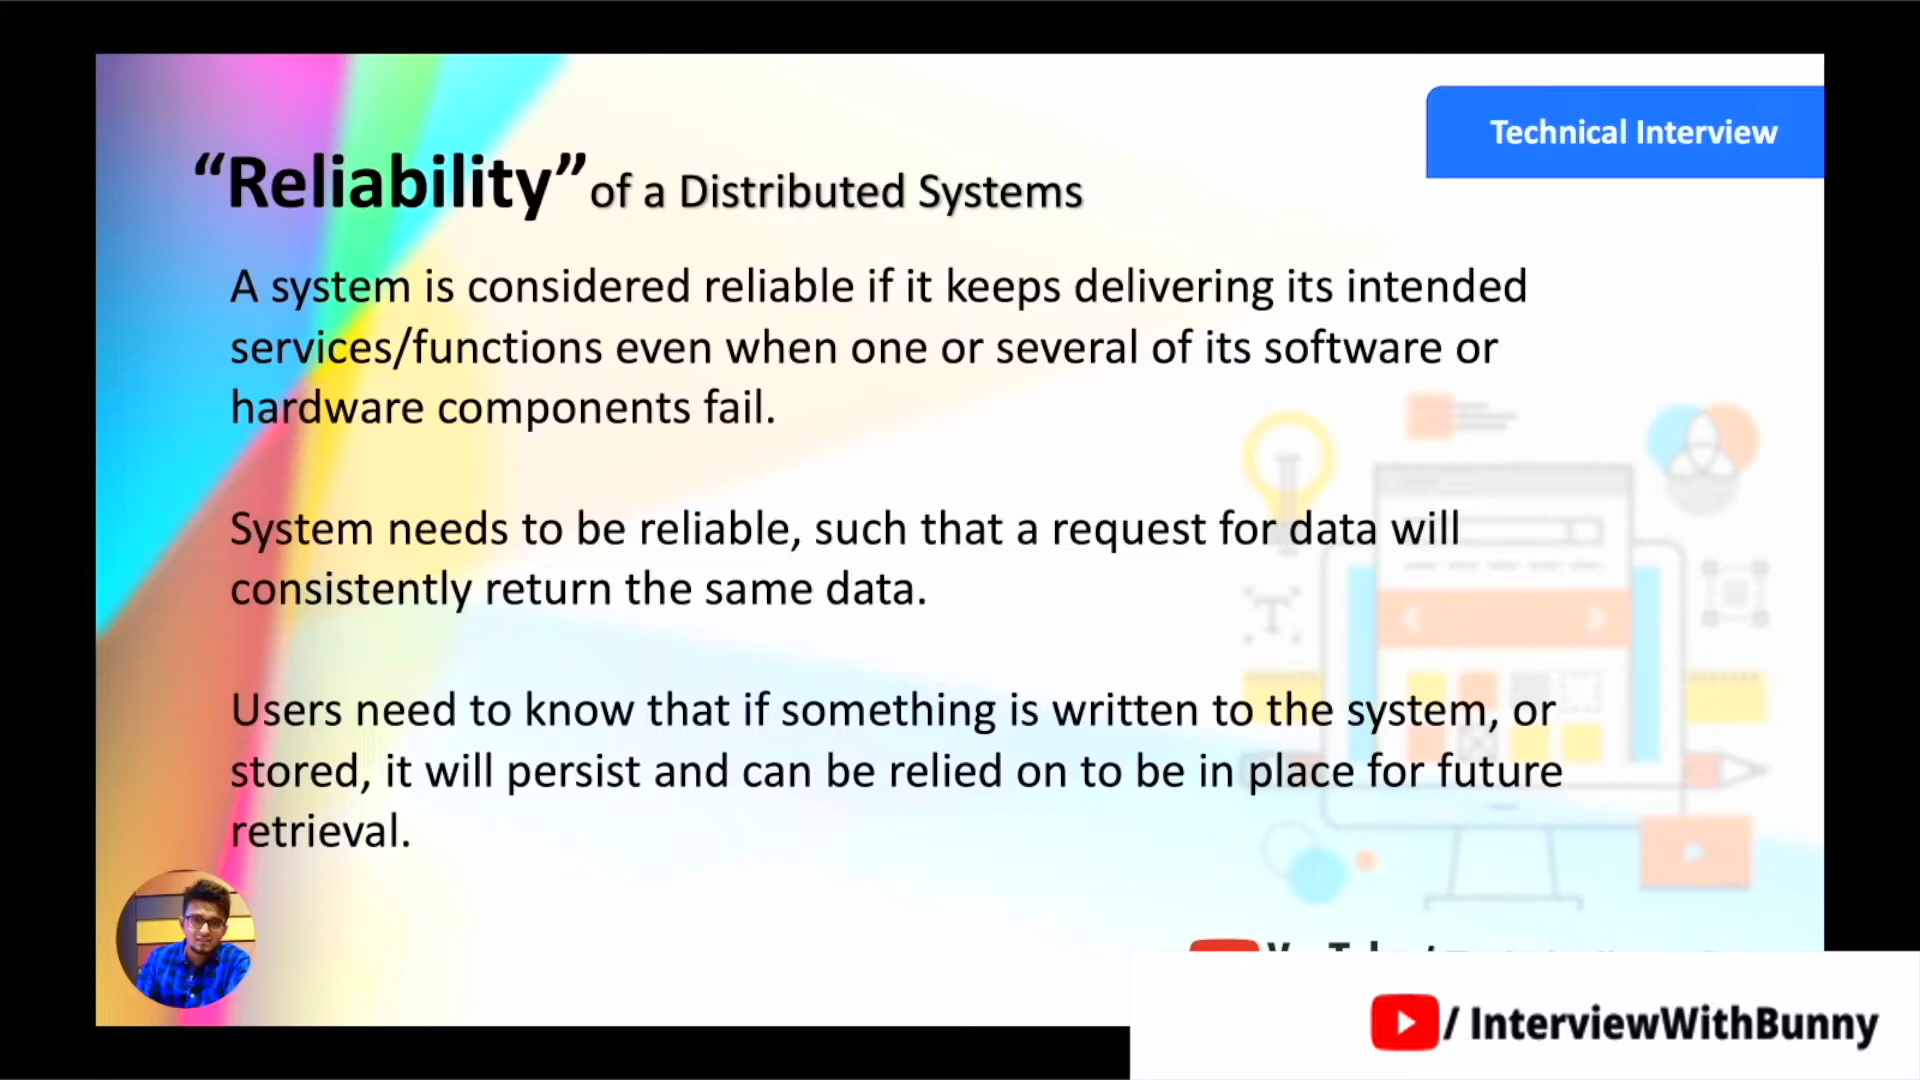 Technical Interview
“Reliability” of a Distributed Systems
A system is considered reliable if it keeps delivering its intended
services/functions even when one or several of its software or
hardware components fail.
System needs to be reliable, such that a request for data will
consistently return the same data.
Users need to know that if something is written to the system, or
stored, it will persist and can be relied on to be in place for future
retrieval.
/ InterviewWithBunny